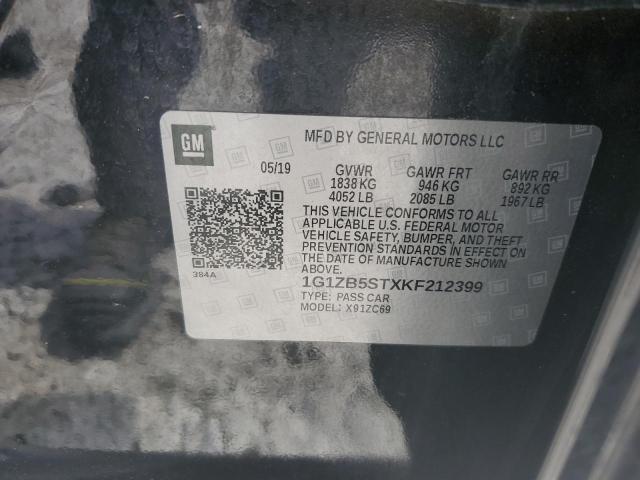 GM
MFD BY GENERAL MOTORS LLC
05/19 GVWR GAWR FRT GAWR RR
1838 KG 946 KG 892 KG
4052 LB 2085 LB 1967 LB
THIS VEHICLE CONFORMS TO ALL
APPLICABLE U.S. FEDERAL MOTOR
VEHICLE SAFETY, BUMPER, AND THEFT
PREVENTION STANDARDS IN EFFECT ON
THE DATE OF MANUFACTURE SHOWN
ABOVE.
384A
1G1ZB5STXKF212399
TYPE: PASS CAR
MODEL: X91ZC69